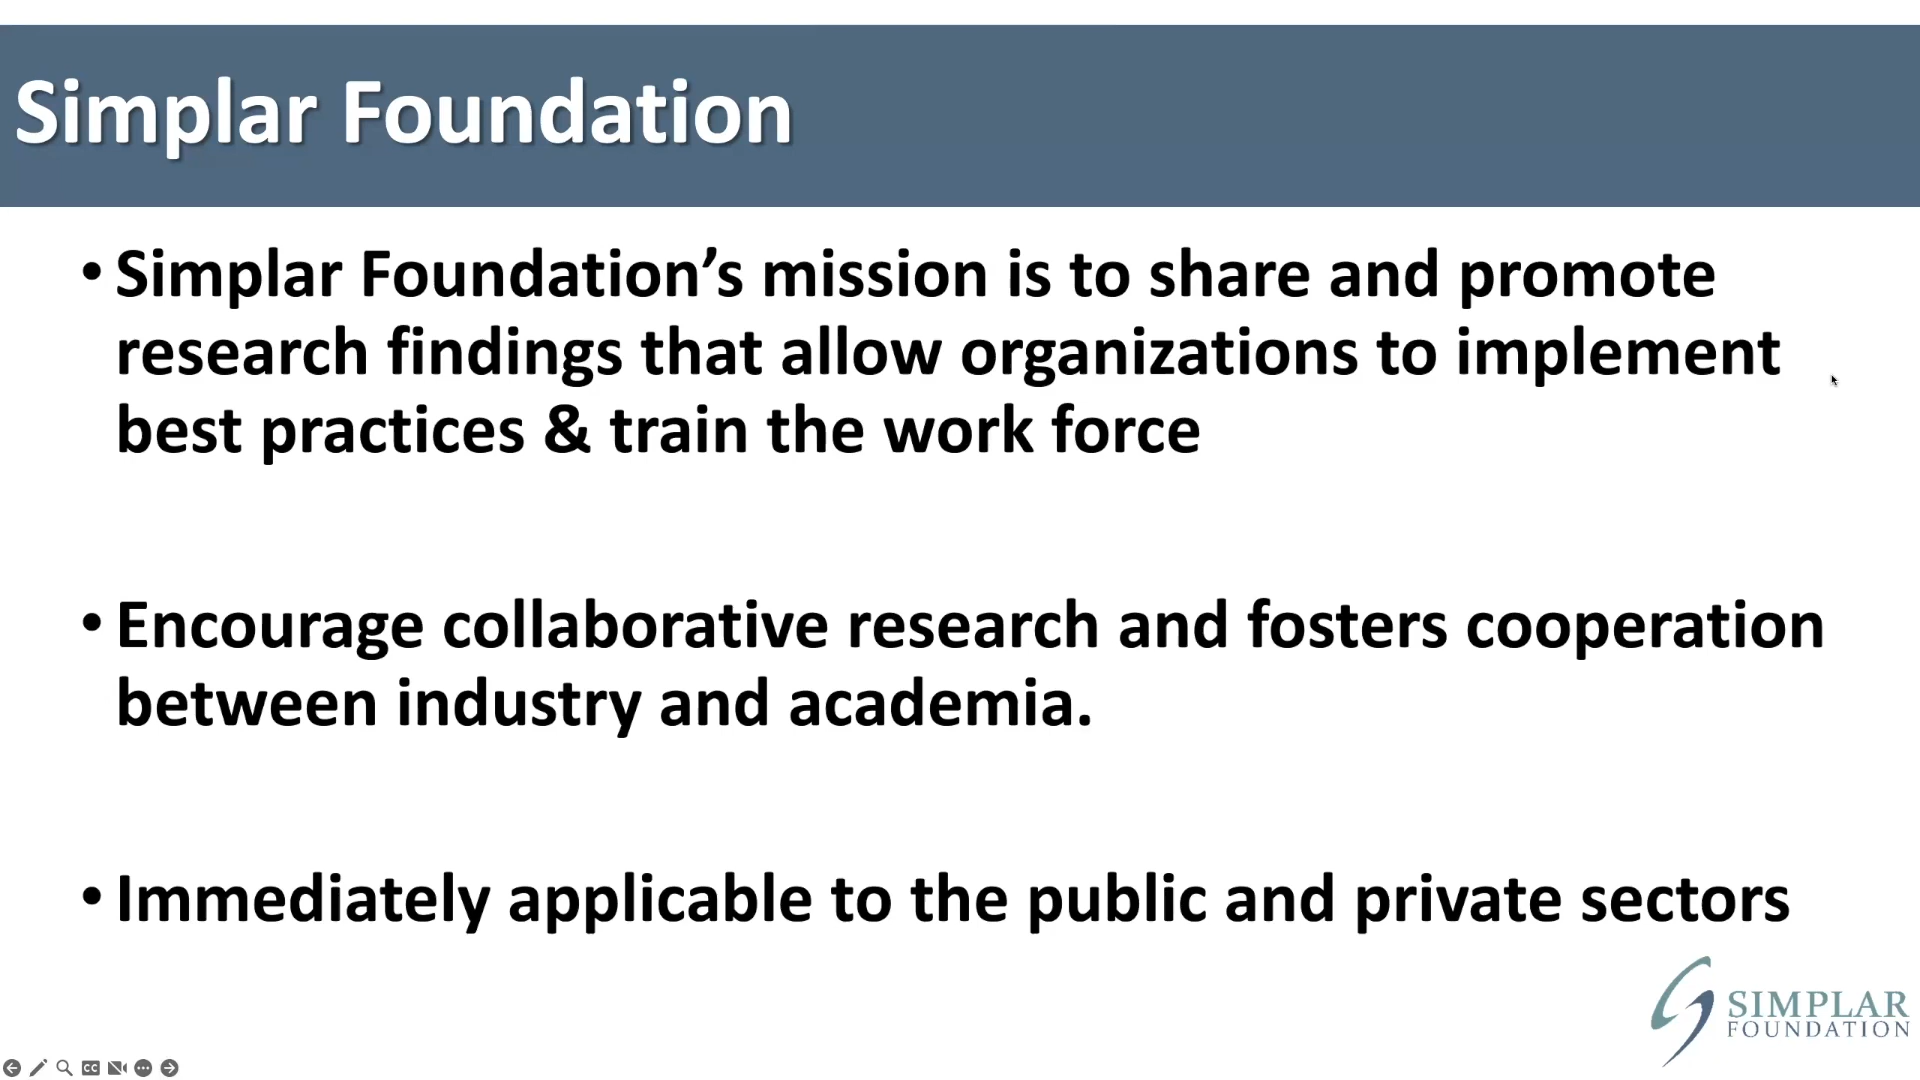 Simplar Foundation
• Simplar Foundation’s mission is to share and promote
research findings that allow organizations to implement
best practices & train the work force
• Encourage collaborative research and fosters cooperation
between industry and academia.
• Immediately applicable to the public and private sectors
SIMPLAR
FOUNDATION
CC